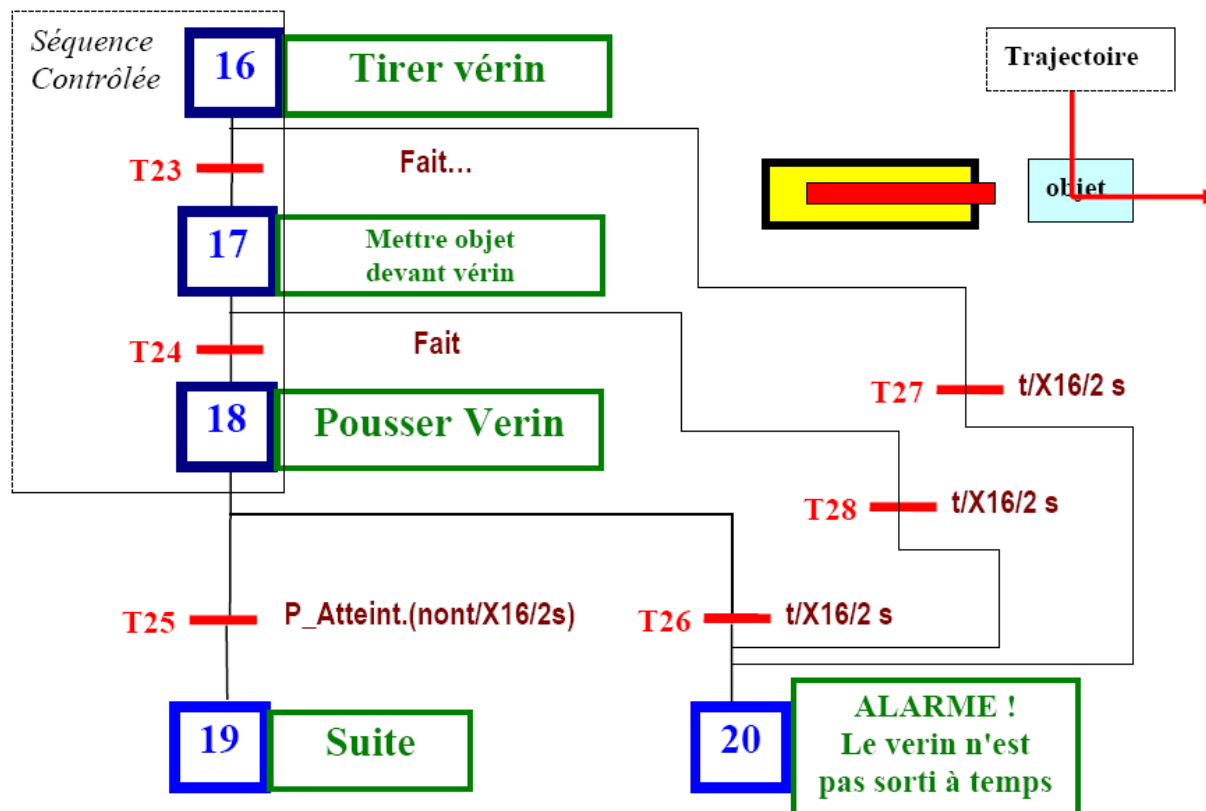 Séquence
Contrôlée
16
Tirer vérin
Trajectoire
T23
Fait...
objet
17
Mettre objet
devant vérin
T24
Fait
T27
t/X16/2 s
18
Pousser Verin
T28
t/X16/2 s
T25
P_Atteint.(nont/X16/2s)
T26
t/X16/2 s
19
Suite
20
ALARME !
Le verin n'est
pas sorti à temps